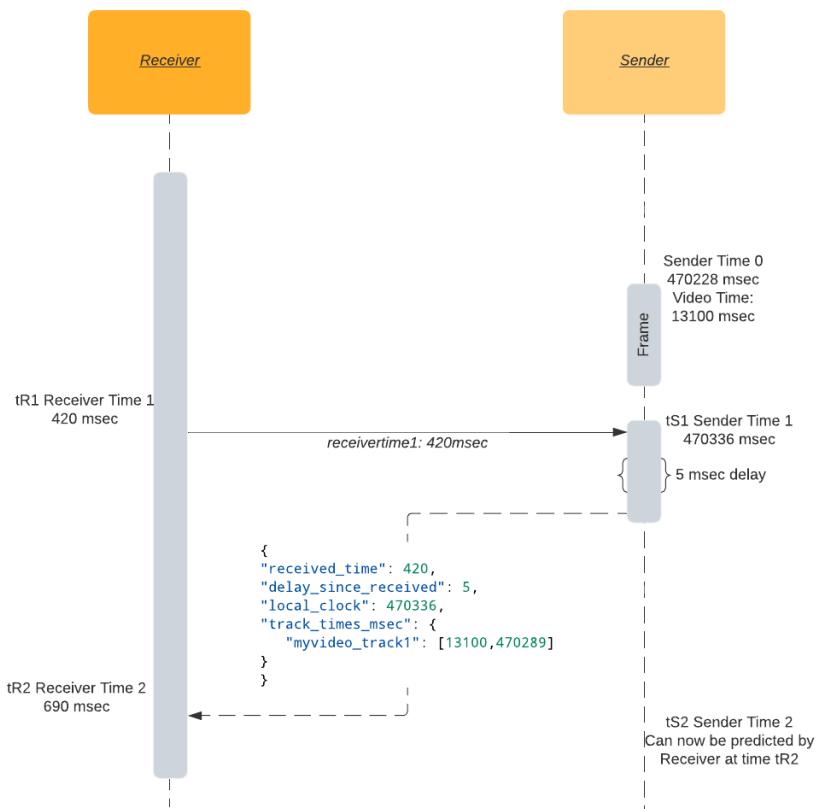 Receiver
Sender
Sender Time 0
470228 msec
Video Time:
13100 msec
Frame
tR1 Receiver Time 1
420 msec
receivertime1: 420msec
tS1 Sender Time 1
470336 msec
5 msec delay
{
"received_time": 420,
"delay_since_received": 5,
"local_clock": 470336,
"track_times_msec": {
"myvideo_track1": [13100,470289]
}
}
tR2 Receiver Time 2
690 msec
tS2 Sender Time 2
Can now be predicted by
Receiver at time tR2